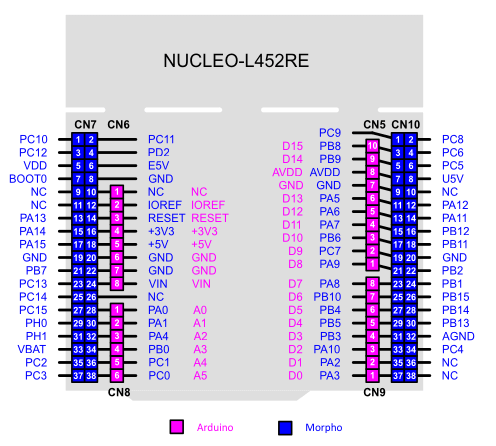 NUCLEO-L452RE
CN7 CN6 CN5 CN10
PC10 1 2 PC11 PC9 1 2 PC8
PC12 3 4 PD2 D15 PB8 10 3 4 PC6
VDD 5 6 E5V D14 PB9 9 5 6 PC5
BOOT0 7 8 GND AVDD AVDD 8 7 8 U5V
NC 9 10 1 NC NC GND GND 7 9 10 NC
NC 11 12 2 IOREF IOREF D13 PA5 6 11 12 PA12
PA13 13 14 3 RESET RESET D12 PA6 5 13 14 PA11
PA14 15 16 4 +3V3 +3V3 D11 PA7 4 15 16 PB12
PA15 17 18 5 +5V +5V D10 PB6 3 17 18 PB11
GND 19 20 6 GND GND D9 PC7 2 19 20 GND
PB7 21 22 7 GND GND D8 PA9 1 21 22 PB2
PC13 23 24 8 VIN VIN D7 PA8 8 23 24 PB1
PC14 25 26 NC D6 PB10 7 25 26 PB15
PC15 27 28 1 PA0 A0 D5 PB4 6 27 28 PB14
PH0 29 30 2 PA1 A1 D4 PB5 5 29 30 PB13
PH1 31 32 3 PA4 A2 D3 PB3 4 31 32 AGND
VBAT 33 34 4 PB0 A3 D2 PA10 3 33 34 PC4
PC2 35 36 5 PC1 A4 D1 PA2 2 35 36 NC
PC3 37 38 6 PC0 A5 D0 PA3 1 37 38 NC
CN8 CN9
Arduino Morpho